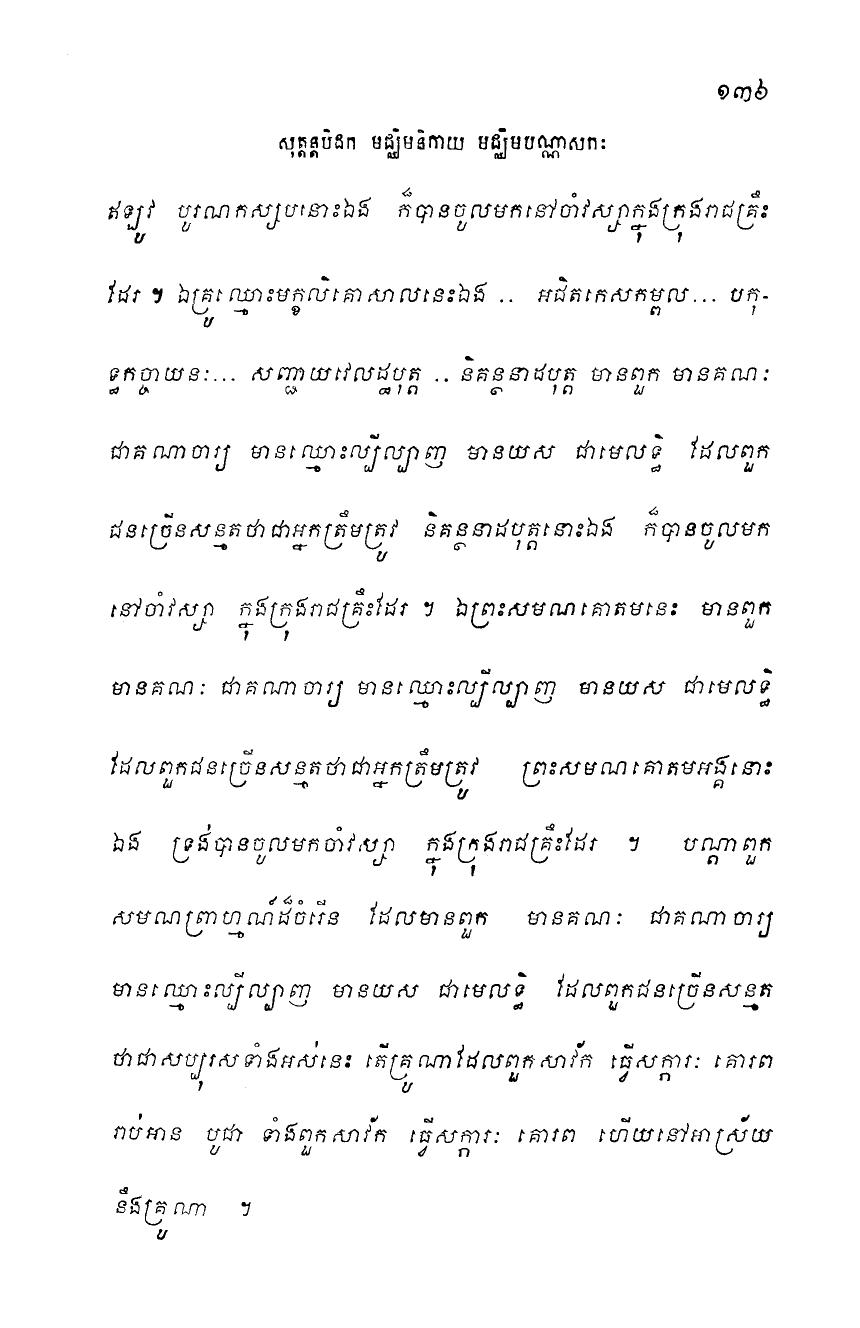 ១៣៦
សុត្តន្តបិដក មជ្ឈិមនិកាយ មជ្ឈិមបណ្ណាសកៈ
ឥឡូវ បូរណកស្សបនោះឯង ក៏បានចូលមកនៅចាំវស្សាក្នុងក្រុងរាជគ្រឹះ
ដែរ ។ ឯគ្រូឈ្មោះមក្ខលិគោសាលនេះឯង .. អជិតកេសកម្ពល... បកុ-
ទ្ធកច្ចាយនៈ... សញ្ជាយវេលដ្ឋបុត្ត .. និគន្ថនាដបុត្ត មានពួក មានគណៈ
ជាគណាចារ្យ មានឈ្មោះល្បីល្បាញ មានយស ជាមេលទ្ធិ ដែលពួក
ជនច្រើនសន្មតថាជាអ្នកត្រឹមត្រូវ និគន្ថនាដបុត្តនោះឯង ក៏បានចូលមក
នៅចាំវស្សា ក្នុងក្រុងរាជគ្រឹះដែរ ។ ឯព្រះសមណគោតមនេះ មានពួក
មានគណៈ ជាគណាចារ្យ មានឈ្មោះល្បីល្បាញ មានយស ជាមេលទ្ធិ
ដែលពួកជនច្រើនសន្មតថាជាអ្នកត្រឹមត្រូវ ព្រះសមណគោតមអង្គនោះ
ឯង ទ្រង់បានចូលមកចាំវស្សា ក្នុងក្រុងរាជគ្រឹះដែរ ។ បណ្តាពួក
សមណព្រាហ្មណ៍ដ៏ចំរើន ដែលមានពួក មានគណៈ ជាគណាចារ្យ
មានឈ្មោះល្បីល្បាញ មានយស ជាមេលទ្ធិ ដែលពួកជនច្រើនសន្មត
ថាជាសប្បុរសទាំងអស់នេះ តើគ្រូណាដែលពួកសាវ័ក ធ្វើសក្ការៈ គោរព
រាប់អាន បូជា ទាំងពួកសាវ័ក ធ្វើសក្ការៈ គោរព ហើយនៅអាស្រ័យ
នឹងគ្រូណា ។